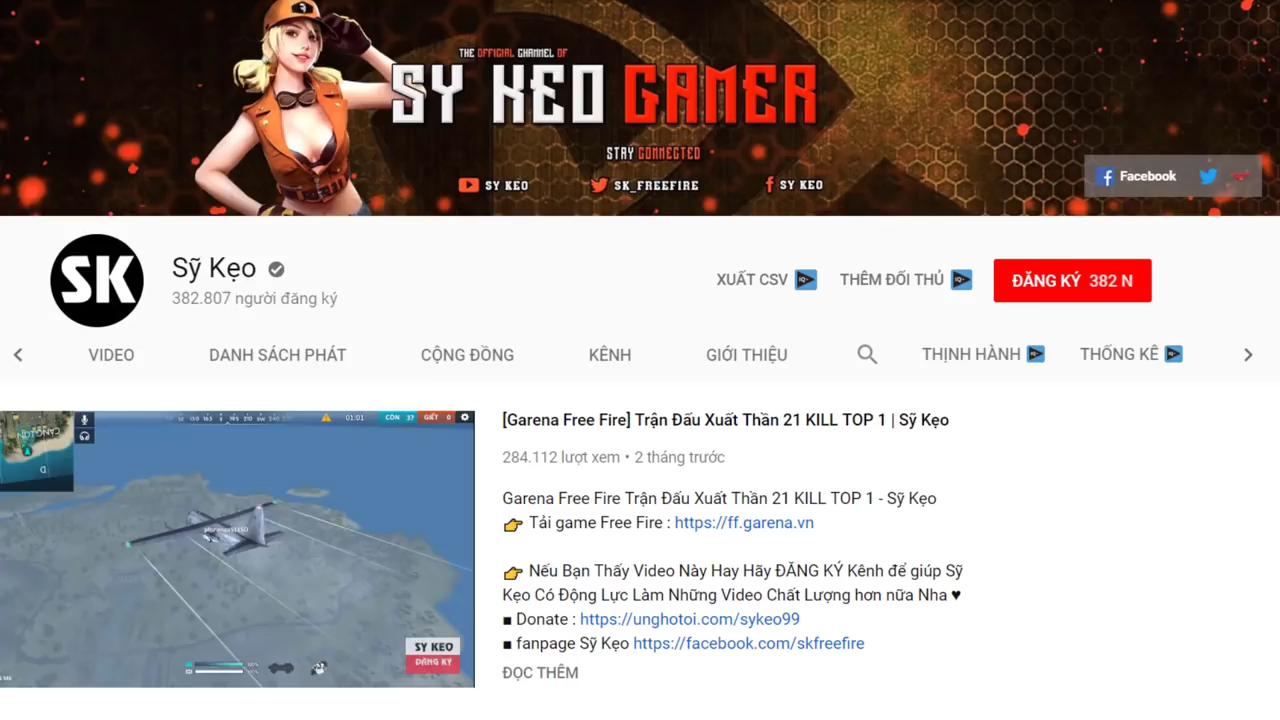 THE OFFICIAL CHANNEL OF
SY KEO GAMER
STAY CONNECTED
SY KEO
SK_FREEFIRE
SY KEO
Facebook
SK
Sỹ Kẹo
382.807 người đăng ký
XUẤT CSV
THÊM ĐỐI THỦ
ĐĂNG KÝ 382 N
VIDEO
DANH SÁCH PHÁT
CỘNG ĐỒNG
KÊNH
GIỚI THIỆU
THỊNH HÀNH
THỐNG KÊ
01:01
CÒN 37
GIẾT 0
SY KEO
ĐĂNG KÝ
[Garena Free Fire] Trận Đấu Xuất Thần 21 KILL TOP 1 | Sỹ Kẹo
284.112 lượt xem • 2 tháng trước
Garena Free Fire Trận Đấu Xuất Thần 21 KILL TOP 1 - Sỹ Kẹo
👉 Tải game Free Fire : https://ff.garena.vn
👉 Nếu Bạn Thấy Video Này Hay Hãy ĐĂNG KÝ Kênh để giúp Sỹ
Kẹo Có Động Lực Làm Những Video Chất Lượng hơn nữa Nha ♥
■ Donate : https://unghotoi.com/sykeo99
■ fanpage Sỹ Kẹo https://facebook.com/skfreefire
ĐỌC THÊM